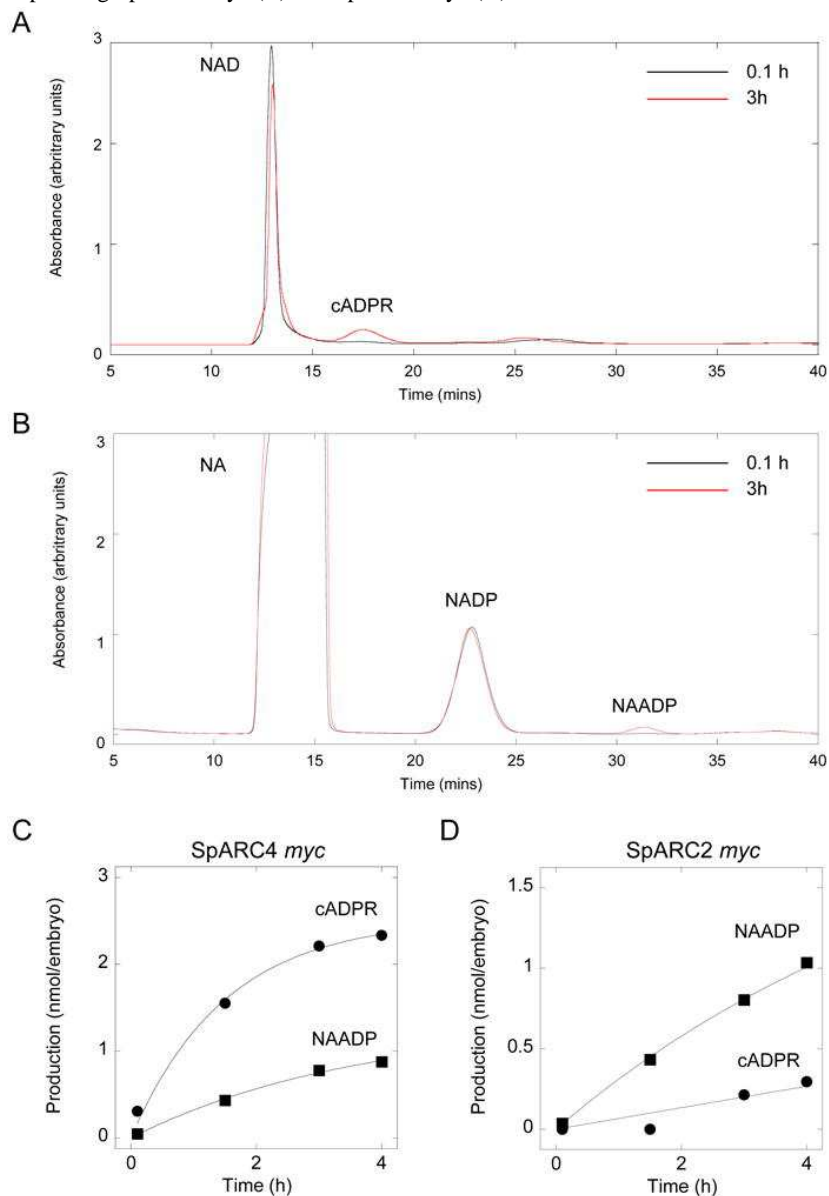 A
3
2
1
0
Absorbance (arbritrary units)
NAD
cADPR
0.1 h
3h
5 10 15 20 25 30 35 40
Time (mins)
B
3
2
1
0
Absorbance (arbritrary units)
NA
NADP
NAADP
0.1 h
3h
5 10 15 20 25 30 35 40
Time (mins)
C
SpARC4 myc
3
2
1
0
Production (nmol/embryo)
cADPR
NAADP
0 2 4
Time (h)
D
SpARC2 myc
1.5
1
0.5
0
Production (nmol/embryo)
NAADP
cADPR
0 2 4
Time (h)